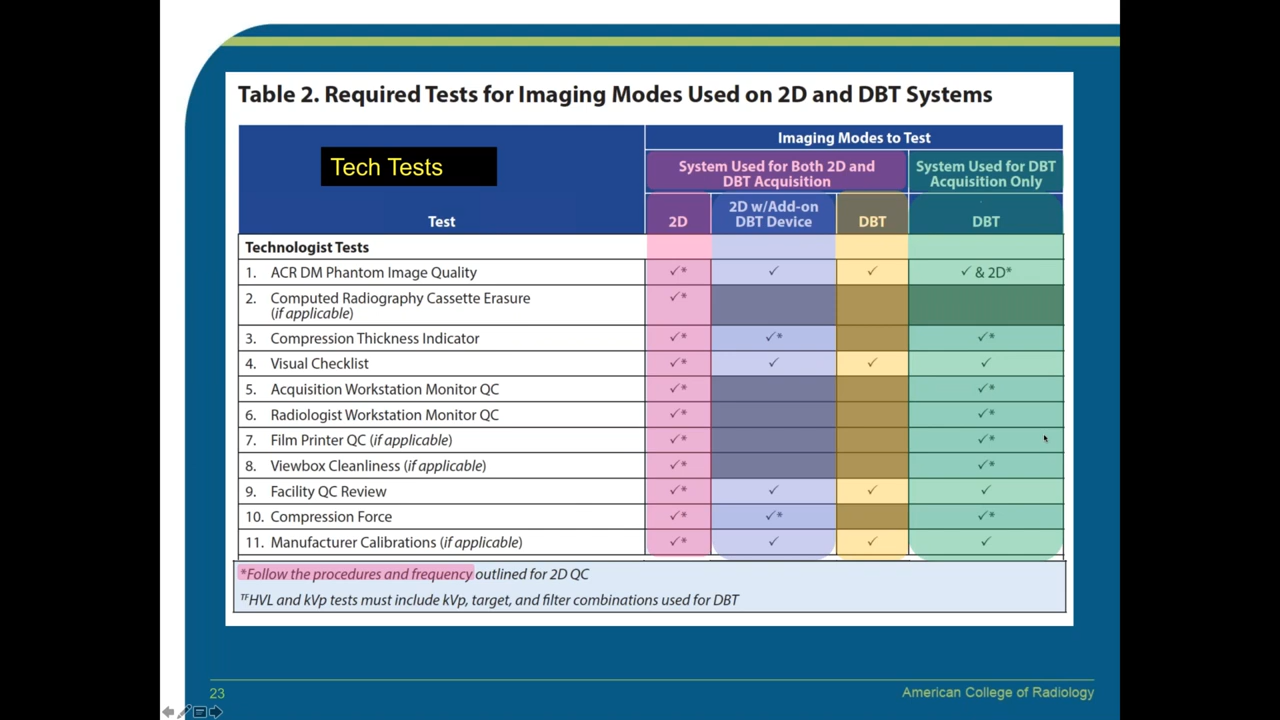 Table 2. Required Tests for Imaging Modes Used on 2D and DBT Systems
Tech Tests
Imaging Modes to Test
System Used for Both 2D and
DBT Acquisition
System Used for DBT
Acquisition Only
Test
2D
2D w/Add-on
DBT Device
DBT
DBT
Technologist Tests
1. ACR DM Phantom Image Quality ✓* ✓ ✓ ✓ & 2D*
2. Computed Radiography Cassette Erasure ✓*
(if applicable)
3. Compression Thickness Indicator ✓* ✓* ✓*
4. Visual Checklist ✓* ✓ ✓ ✓
5. Acquisition Workstation Monitor QC ✓* ✓*
6. Radiologist Workstation Monitor QC ✓* ✓*
7. Film Printer QC (if applicable) ✓* ✓*
8. Viewbox Cleanliness (if applicable) ✓* ✓*
9. Facility QC Review ✓* ✓ ✓ ✓
10. Compression Force ✓* ✓* ✓*
11. Manufacturer Calibrations (if applicable) ✓* ✓ ✓ ✓
*Follow the procedures and frequency outlined for 2D QC
TFHVL and kVp tests must include kVp, target, and filter combinations used for DBT
23
American College of Radiology